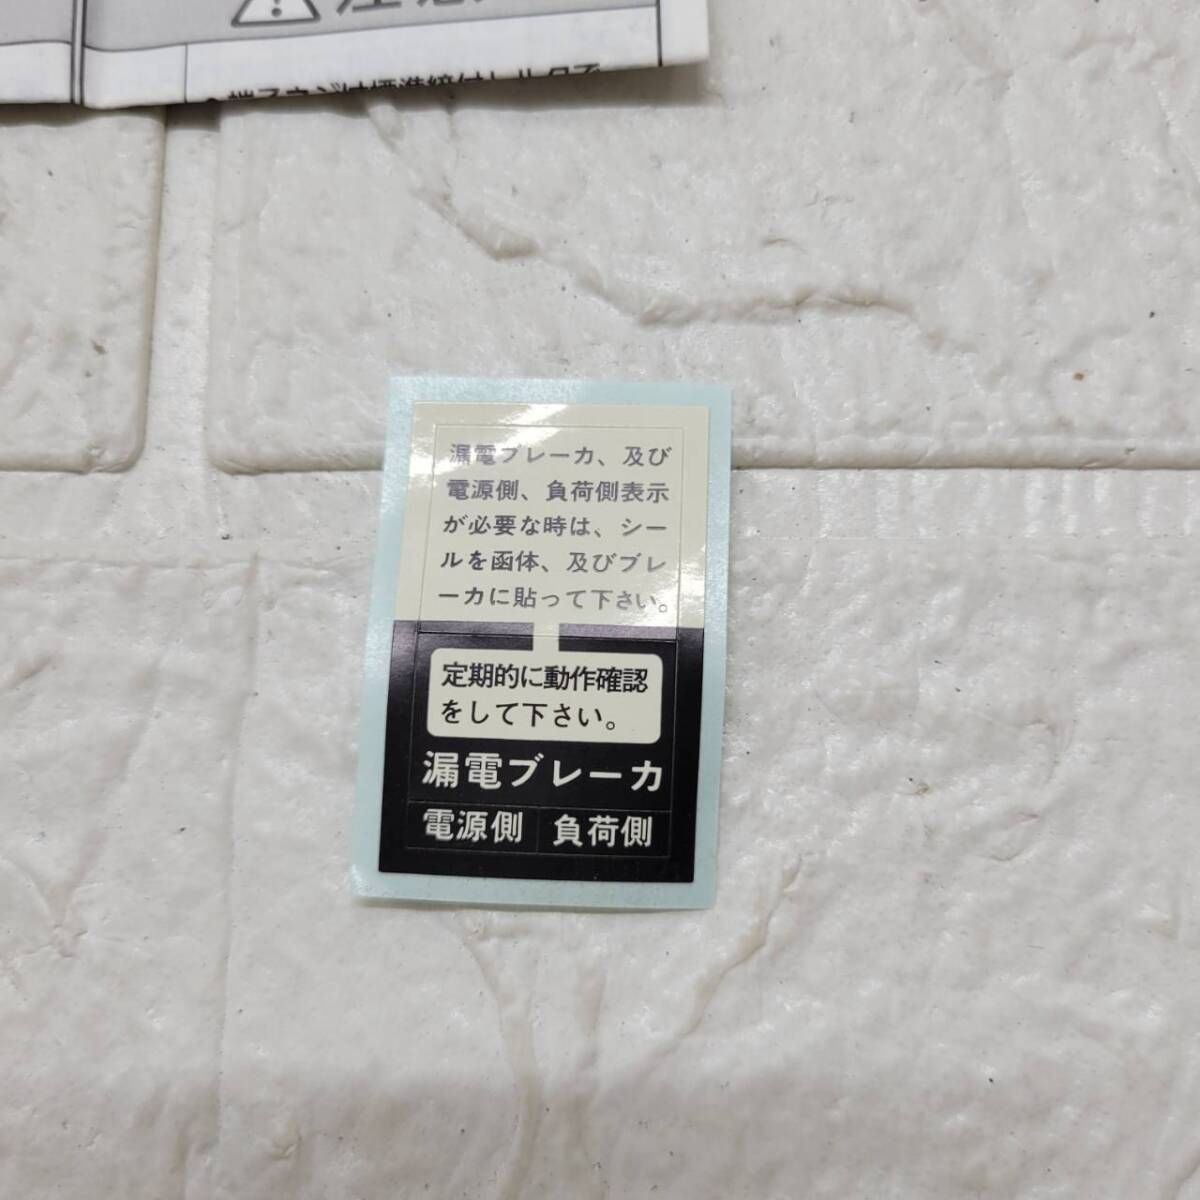 漏電ブレーカ、及び
電源側、負荷側表示
が必要な時は、シー
ルを函体、及びブレ
ーカに貼って下さい。
定期的に動作確認
をして下さい。
漏電ブレーカ
電源側 負荷側